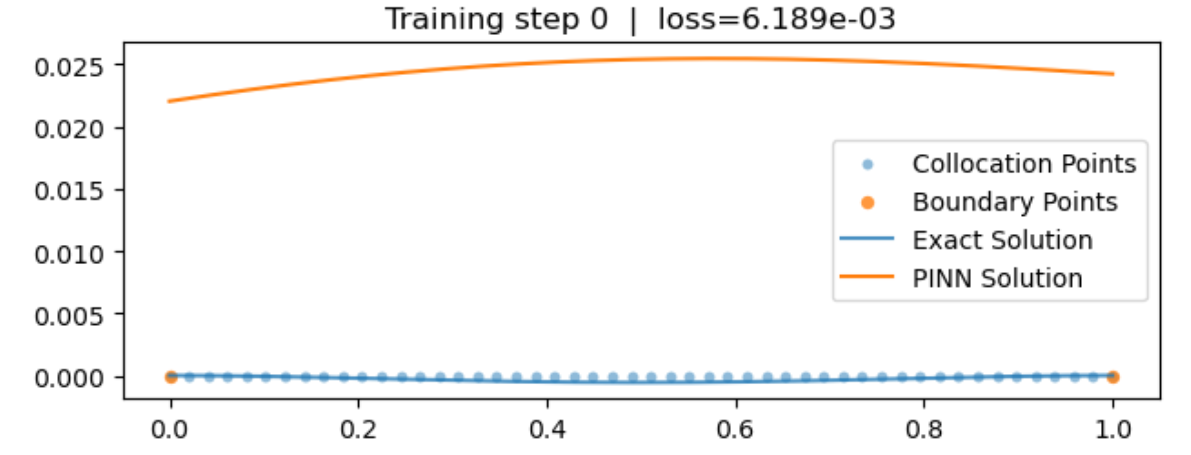 Training step 0 | loss=6.189e-03
0.025
0.020
0.015
0.010
0.005
0.000
Collocation Points
Boundary Points
Exact Solution
PINN Solution
0.0 0.2 0.4 0.6 0.8 1.0